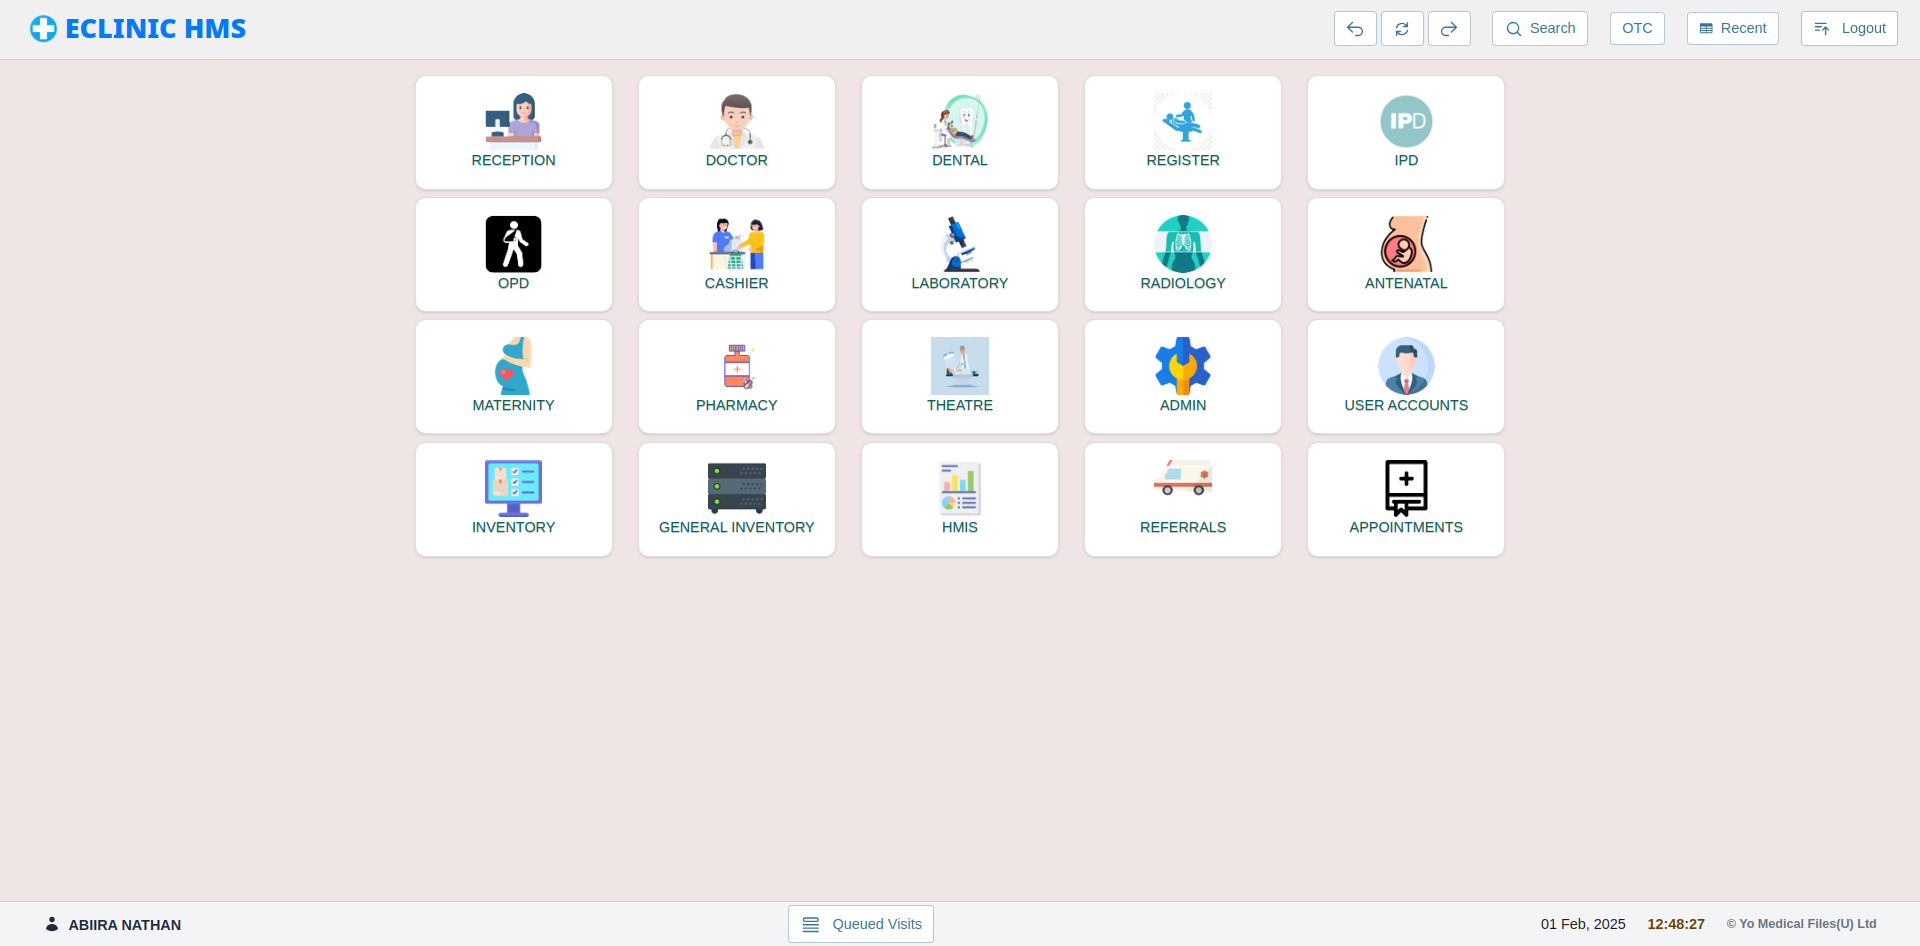 ECLINIC HMS
Search
OTC
Recent
Logout
RECEPTION
DOCTOR
DENTAL
REGISTER
IPD
IPD
OPD
CASHIER
LABORATORY
RADIOLOGY
ANTENATAL
MATERNITY
PHARMACY
THEATRE
ADMIN
USER ACCOUNTS
INVENTORY
GENERAL INVENTORY
HMIS
REFERRALS
APPOINTMENTS
ABIIRA NATHAN
Queued Visits
01 Feb, 2025
12:48:27
© Yo Medical Files(U) Ltd